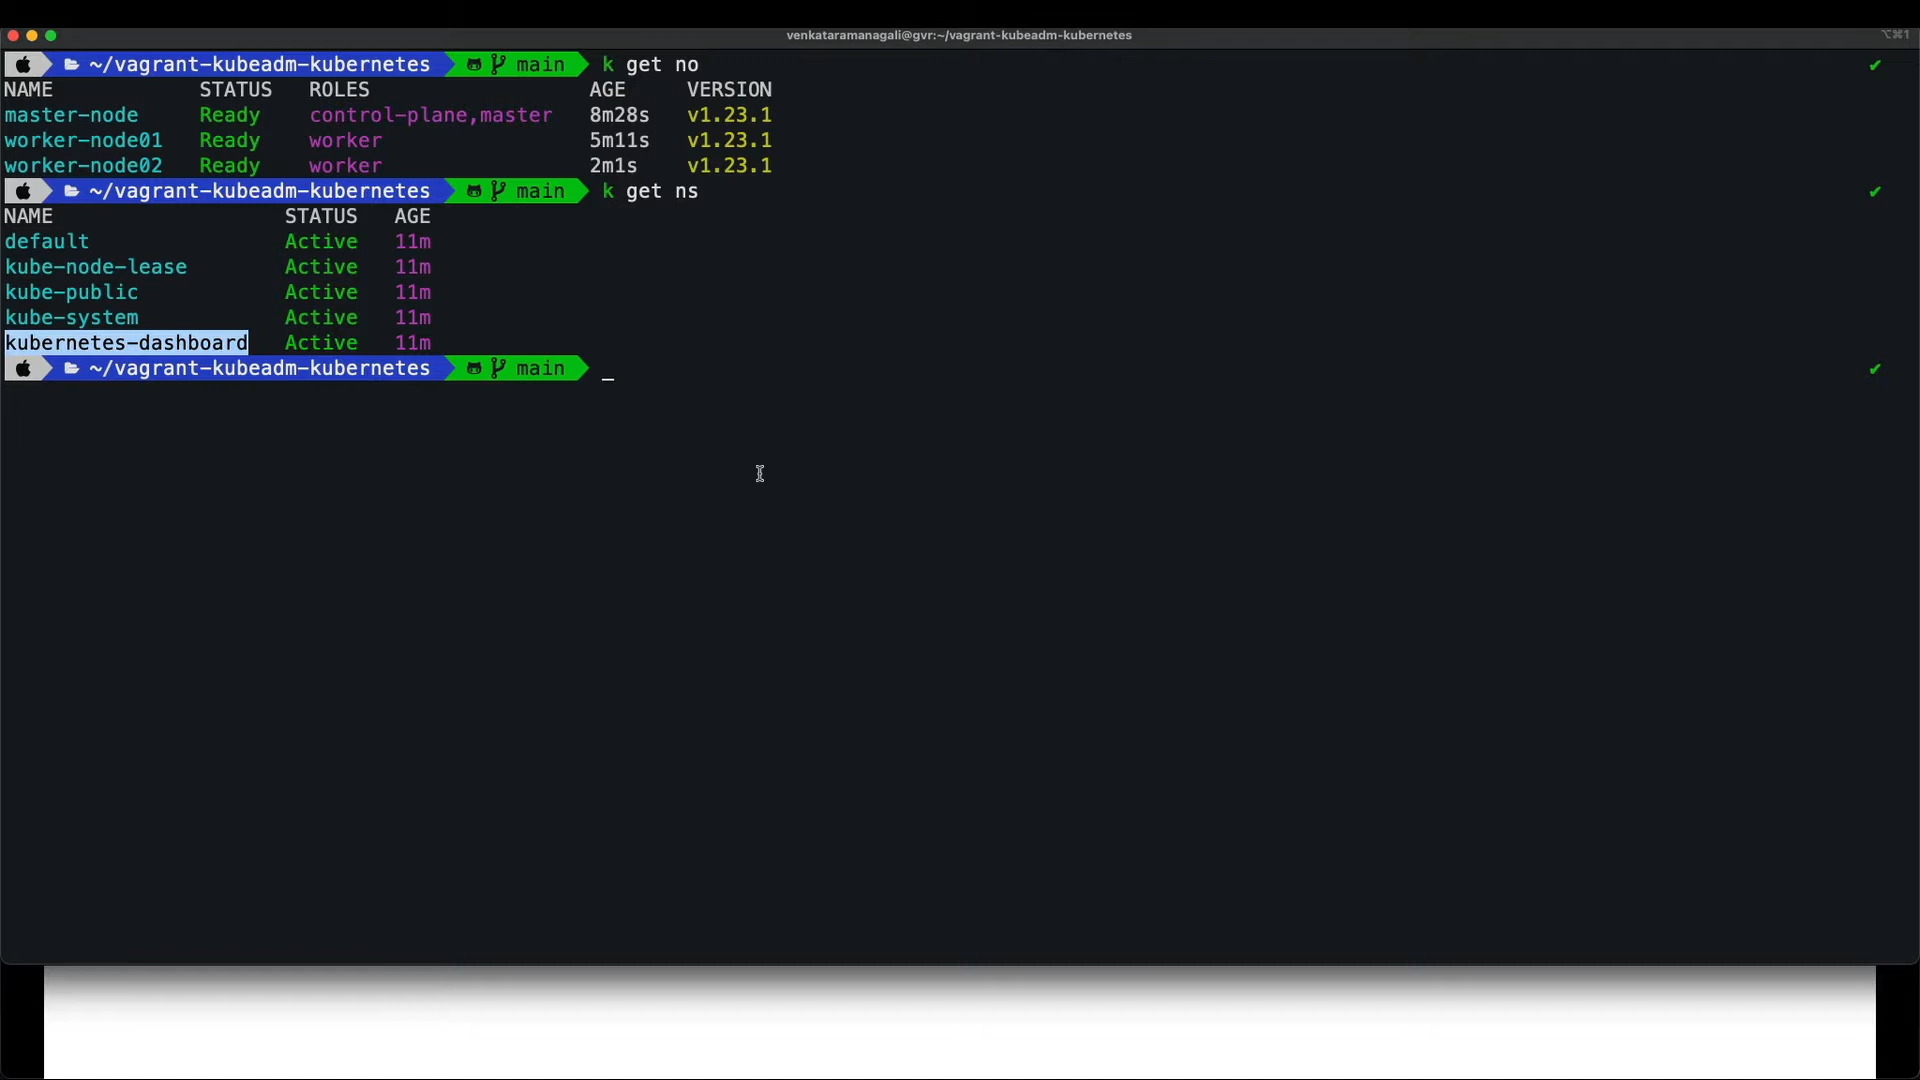 venkataramanagali@gvr:~/vagrant-kubeadm-kubernetes ⌥⌘1
~/vagrant-kubeadm-kubernetes main k get no ✔
NAME STATUS ROLES AGE VERSION
master-node Ready control-plane,master 8m28s v1.23.1
worker-node01 Ready worker 5m11s v1.23.1
worker-node02 Ready worker 2m1s v1.23.1
~/vagrant-kubeadm-kubernetes main k get ns ✔
NAME STATUS AGE
default Active 11m
kube-node-lease Active 11m
kube-public Active 11m
kube-system Active 11m
kubernetes-dashboard Active 11m
~/vagrant-kubeadm-kubernetes main _ ✔